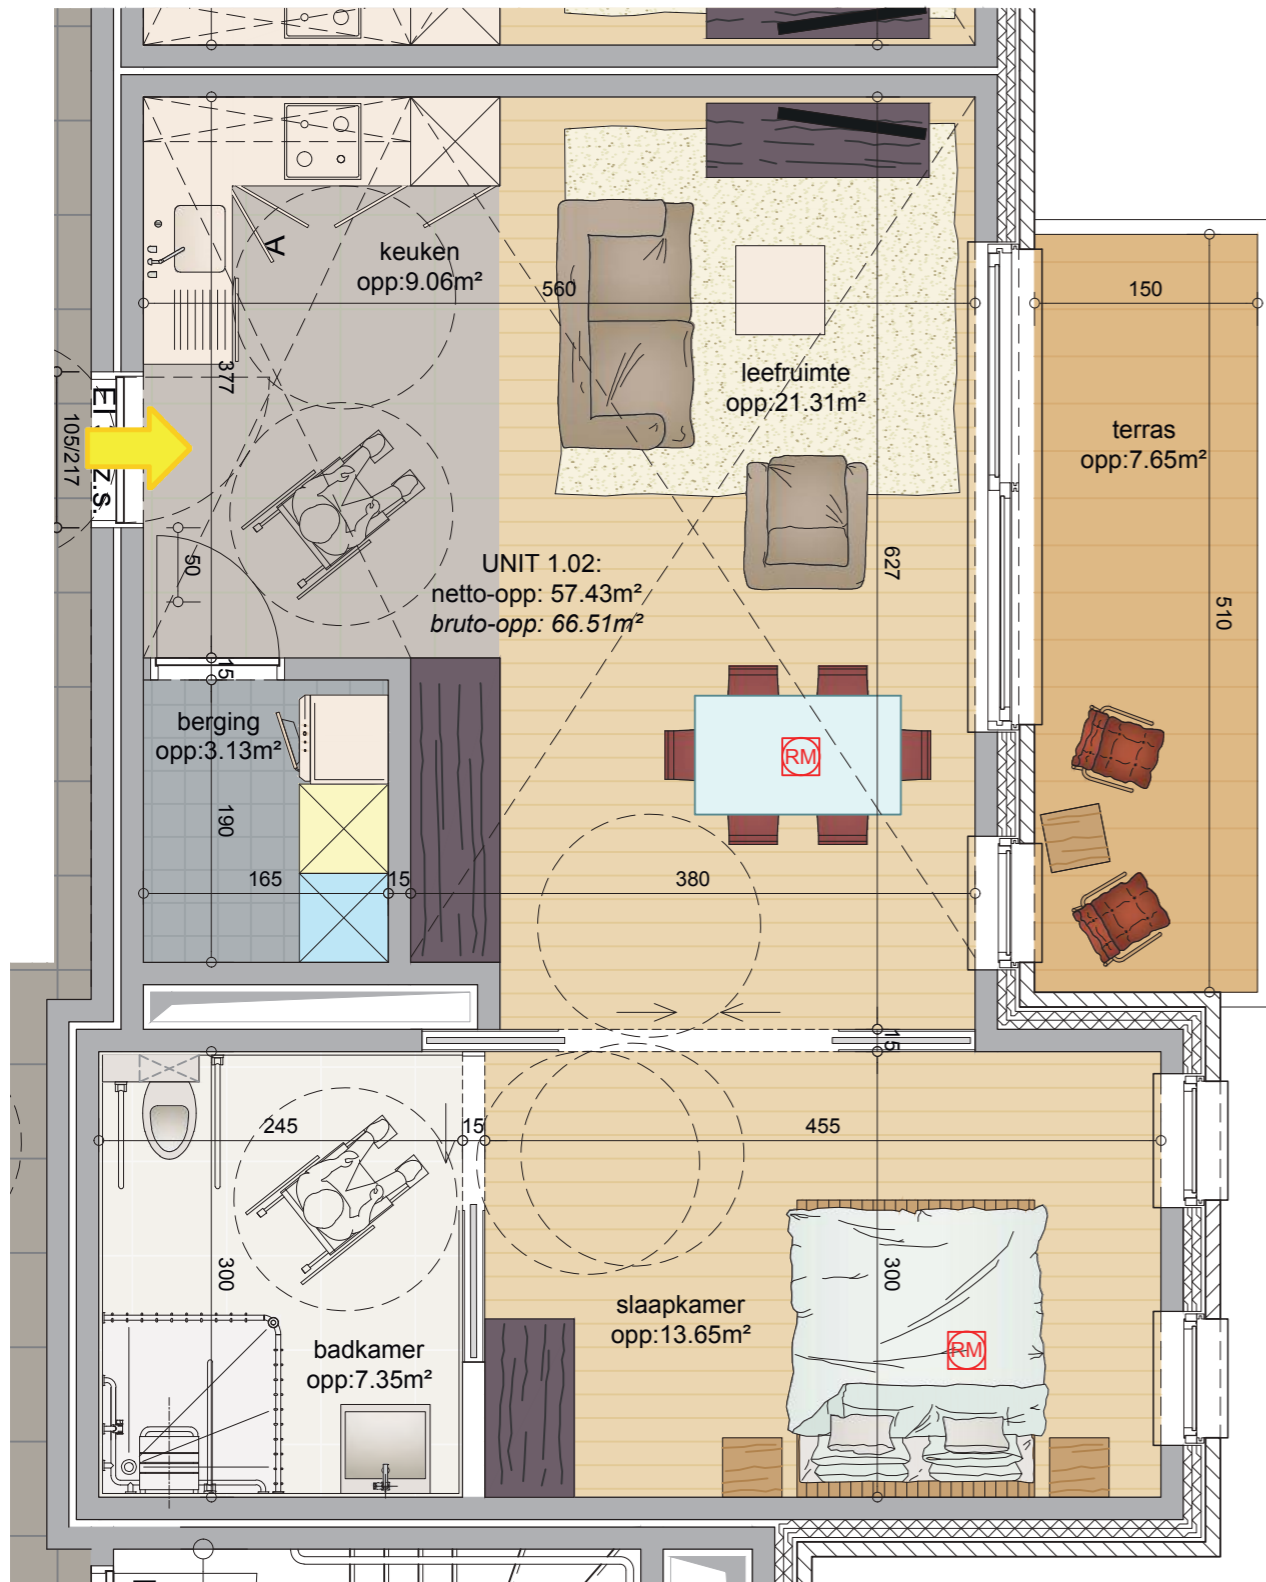 A
keuken
opp:9.06m²
560
150
377
leefruimte
opp:21.31m²
105/217
terras
opp:7.65m²
50
UNIT 1.02:
netto-opp: 57.43m²
bruto-opp: 66.51m²
627
510
15
berging
opp:3.13m²
RM
190
165
15
380
15
245
15
455
300
300
slaapkamer
opp:13.65m²
RM
badkamer
opp:7.35m²